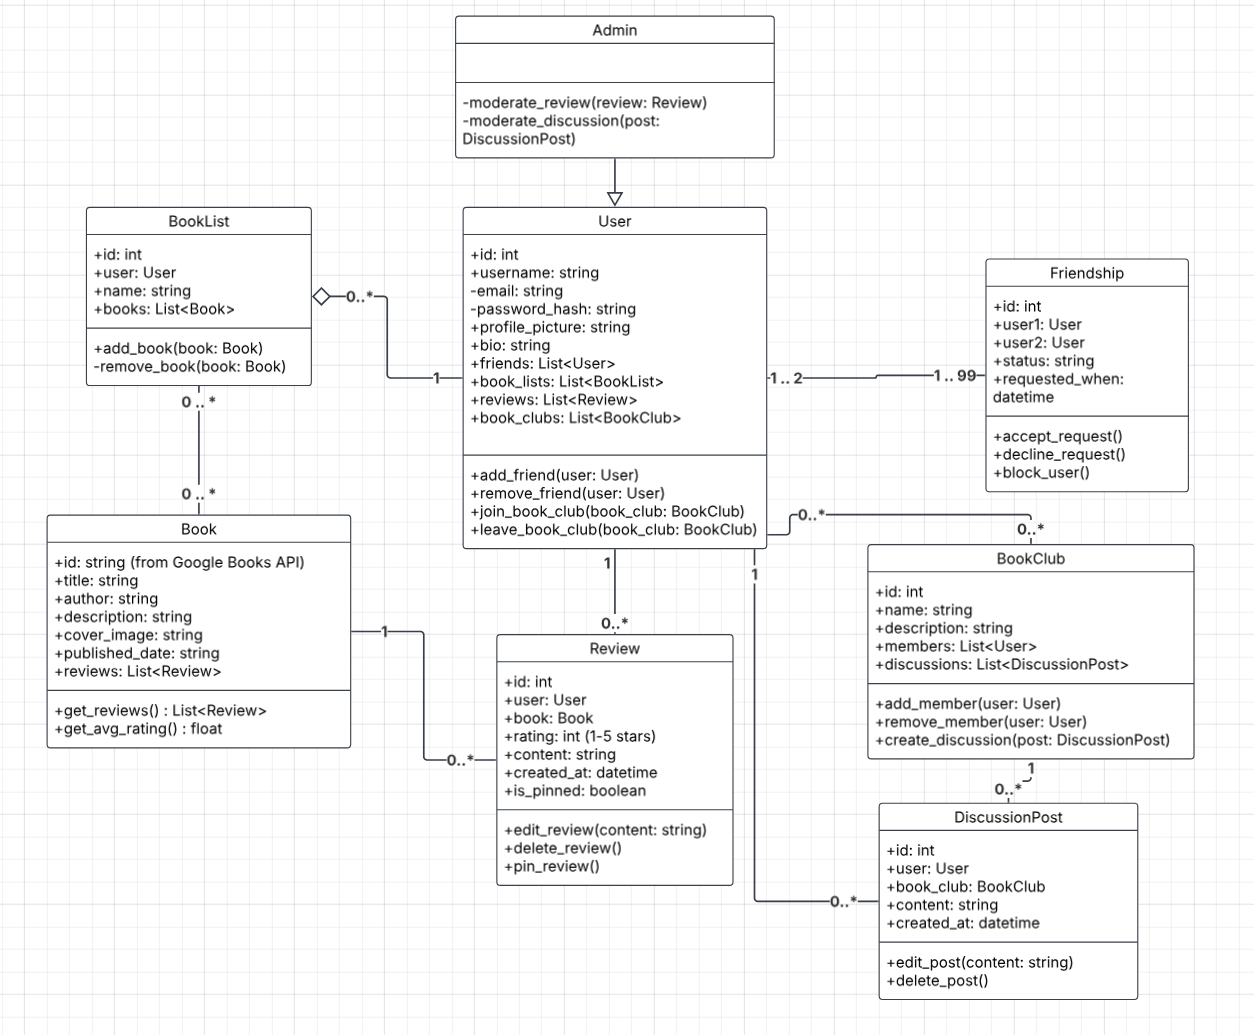 Admin
-moderate_review(review: Review)
-moderate_discussion(post:
DiscussionPost)
BookList
+id: int
+user: User
+name: string
+books: List<Book>
+add_book(book: Book)
-remove_book(book: Book)
User
+id: int
+username: string
-email: string
-password_hash: string
+profile_picture: string
+bio: string
+friends: List<User>
+book_lists: List<BookList>
+reviews: List<Review>
+book_clubs: List<BookClub>
+add_friend(user: User)
+remove_friend(user: User)
+join_book_club(book_club: BookClub)
+leave_book_club(book_club: BookClub)
Friendship
+id: int
+user1: User
+user2: User
+status: string
+requested_when:
datetime
+accept_request()
+decline_request()
+block_user()
0..*
1
1 .. 2
1 .. 99
0 .. *
0 .. *
0..*
0..*
1
0..*
1
Book
+id: string (from Google Books API)
+title: string
+author: string
+description: string
+cover_image: string
+published_date: string
+reviews: List<Review>
+get_reviews() : List<Review>
+get_avg_rating() : float
1
0..*
Review
+id: int
+user: User
+book: Book
+rating: int (1-5 stars)
+content: string
+created_at: datetime
+is_pinned: boolean
+edit_review(content: string)
+delete_review()
+pin_review()
BookClub
+id: int
+name: string
+description: string
+members: List<User>
+discussions: List<DiscussionPost>
+add_member(user: User)
+remove_member(user: User)
+create_discussion(post: DiscussionPost)
1
0..*
0..*
DiscussionPost
+id: int
+user: User
+book_club: BookClub
+content: string
+created_at: datetime
+edit_post(content: string)
+delete_post()